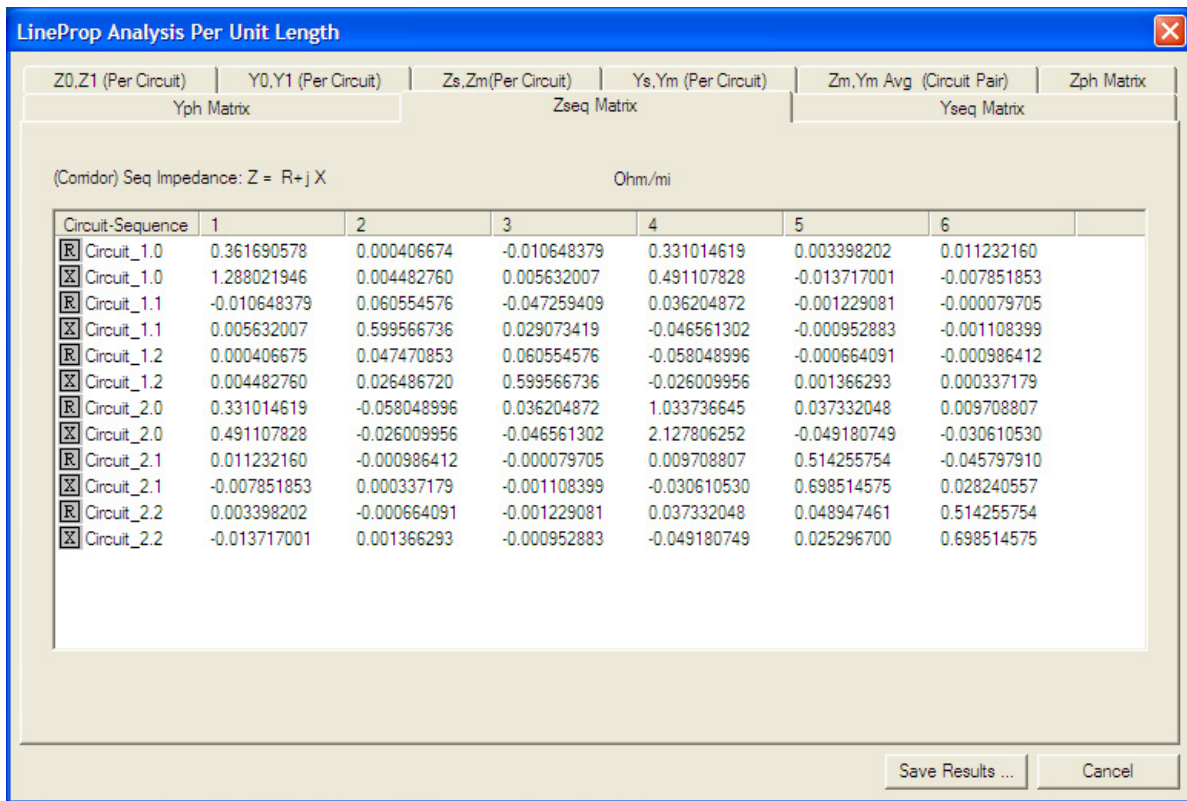 LineProp Analysis Per Unit Length
Z0,Z1 (Per Circuit) Y0,Y1 (Per Circuit) Zs,Zm(Per Circuit) Ys,Ym (Per Circuit) Zm,Ym Avg (Circuit Pair) Zph Matrix
Yph Matrix Zseq Matrix Yseq Matrix
(Corridor) Seq Impedance: Z = R+ j X Ohm/mi
Circuit-Sequence 1 2 3 4 5 6
R Circuit_1.0 0.361690578 0.000406674 -0.010648379 0.331014619 0.003398202 0.011232160
X Circuit_1.0 1.288021946 0.004482760 0.005632007 0.491107828 -0.013717001 -0.007851853
R Circuit_1.1 -0.010648379 0.060554576 -0.047259409 0.036204872 -0.001229081 -0.000079705
X Circuit_1.1 0.005632007 0.599566736 0.029073419 -0.046561302 -0.000952883 -0.001108399
R Circuit_1.2 0.000406675 0.047470853 0.060554576 -0.058048996 -0.000664091 -0.000986412
X Circuit_1.2 0.004482760 0.026486720 0.599566736 -0.026009956 0.001366293 0.000337179
R Circuit_2.0 0.331014619 -0.058048996 0.036204872 1.033736645 0.037332048 0.009708807
X Circuit_2.0 0.491107828 -0.026009956 -0.046561302 2.127806252 -0.049180749 -0.030610530
R Circuit_2.1 0.011232160 -0.000986412 -0.000079705 0.009708807 0.514255754 -0.045797910
X Circuit_2.1 -0.007851853 0.000337179 -0.001108399 -0.030610530 0.698514575 0.028240557
R Circuit_2.2 0.003398202 -0.000664091 -0.001229081 0.037332048 0.048947461 0.514255754
X Circuit_2.2 -0.013717001 0.001366293 -0.000952883 -0.049180749 0.025296700 0.698514575
Save Results ... Cancel